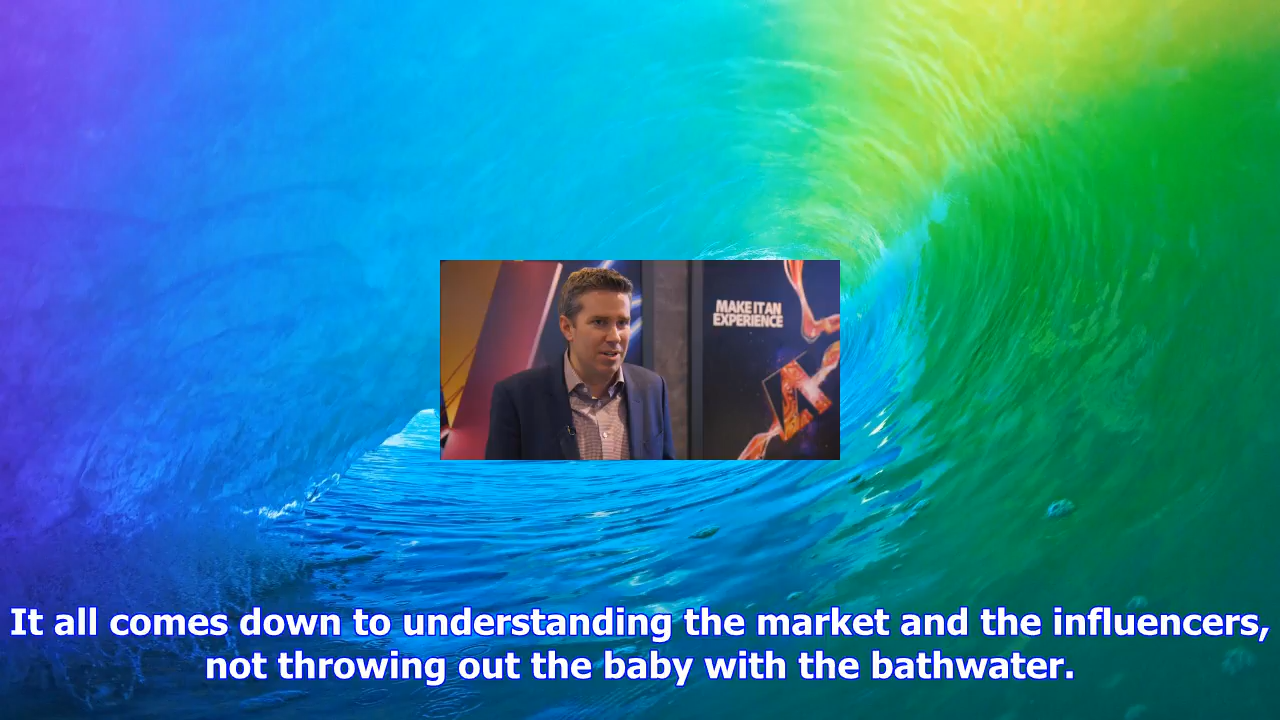 MAKE IT AN
EXPERIENCE
It all comes down to understanding the market and the influencers,
not throwing out the baby with the bathwater.